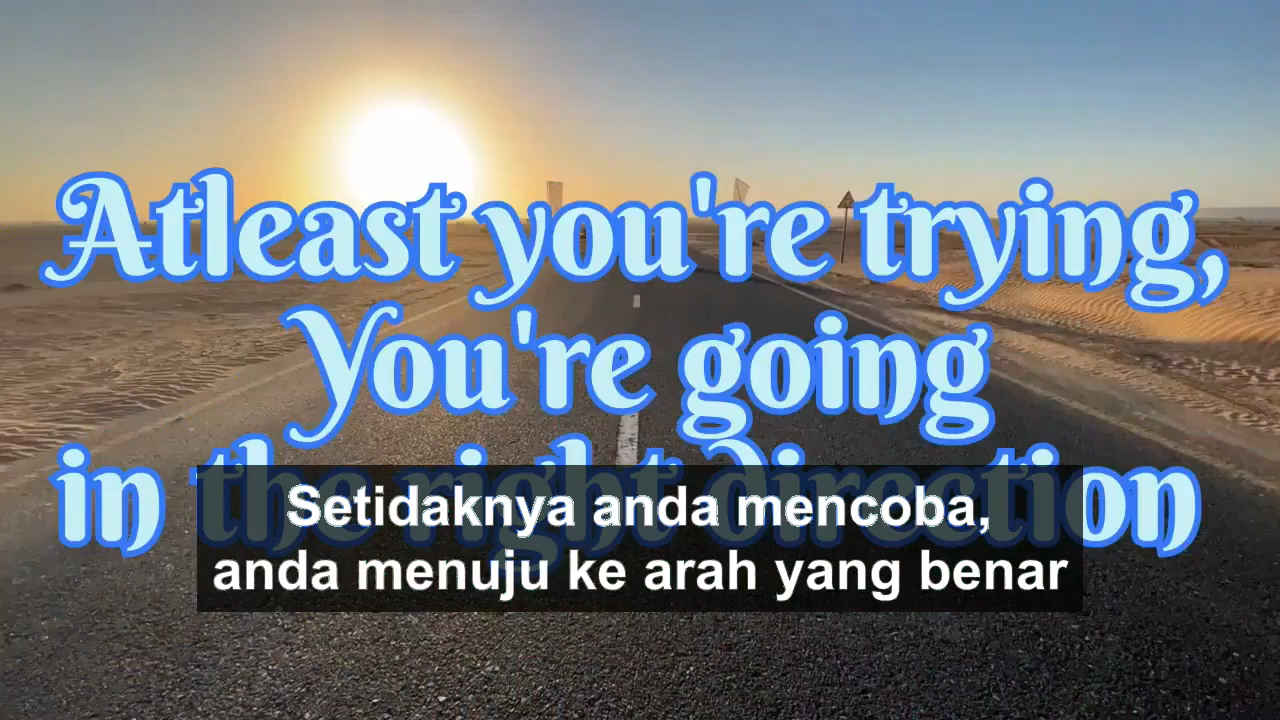 Atleast you're trying,
You're going
in the right direction
Setidaknya anda mencoba,
anda menuju ke arah yang benar